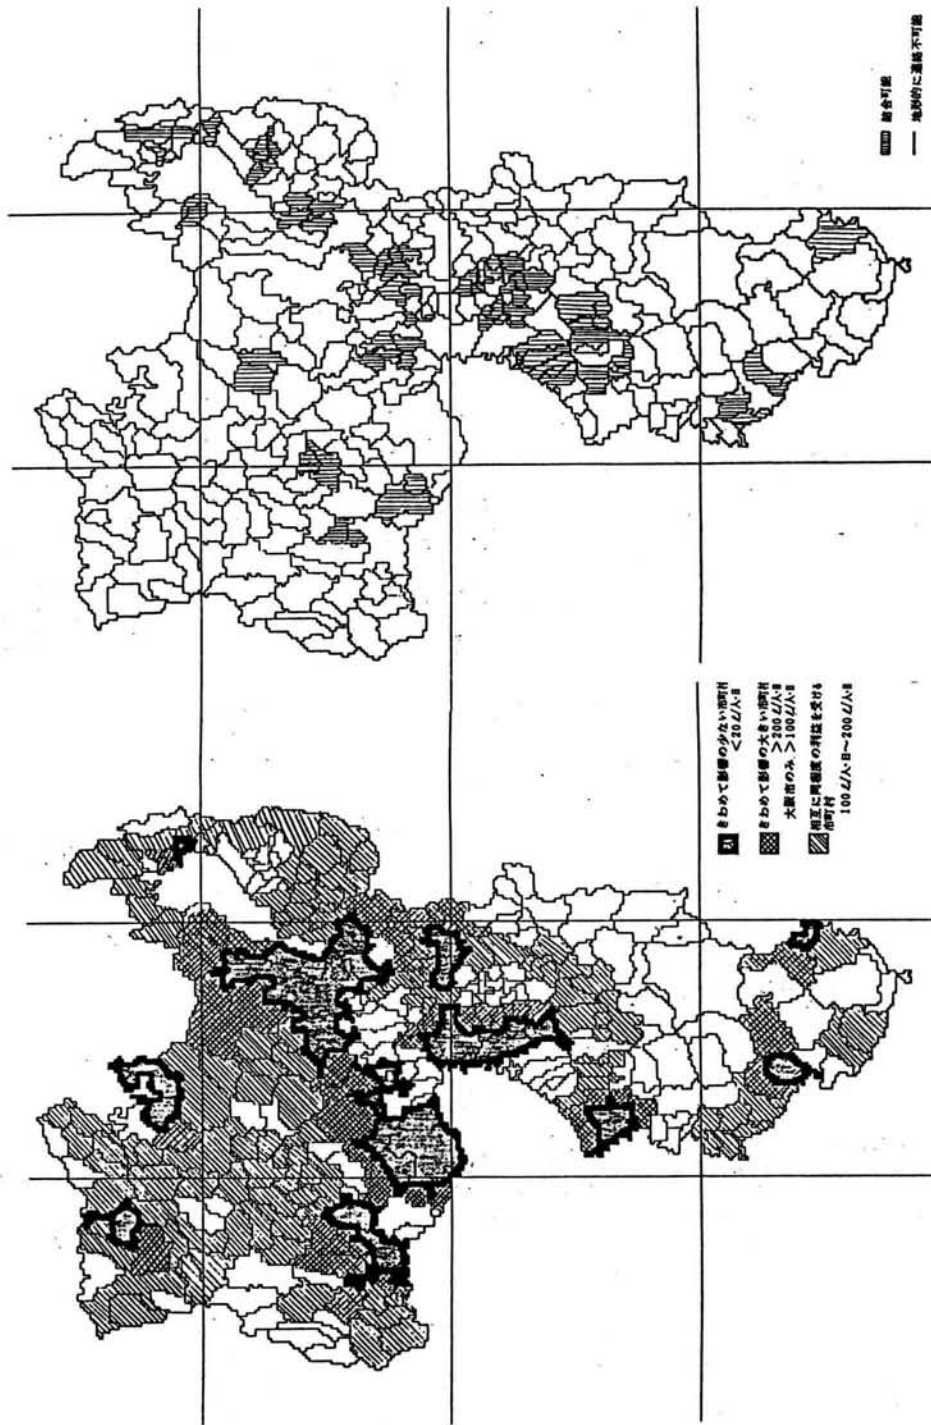 結合可能
地形的に連絡不可能
きわめて影響の少ない市町村
<20ℓ/人・日
きわめて影響の大きい市町村
>200ℓ/人・日
大阪市のみ >100ℓ/人・日
相互に同程度の利益を受ける
市町村
100ℓ/人・日～200ℓ/人・日